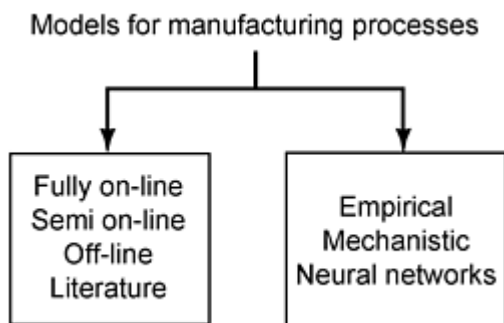 Models for manufacturing processes
Fully on-line
Semi on-line
Off-line
Literature
Empirical
Mechanistic
Neural networks